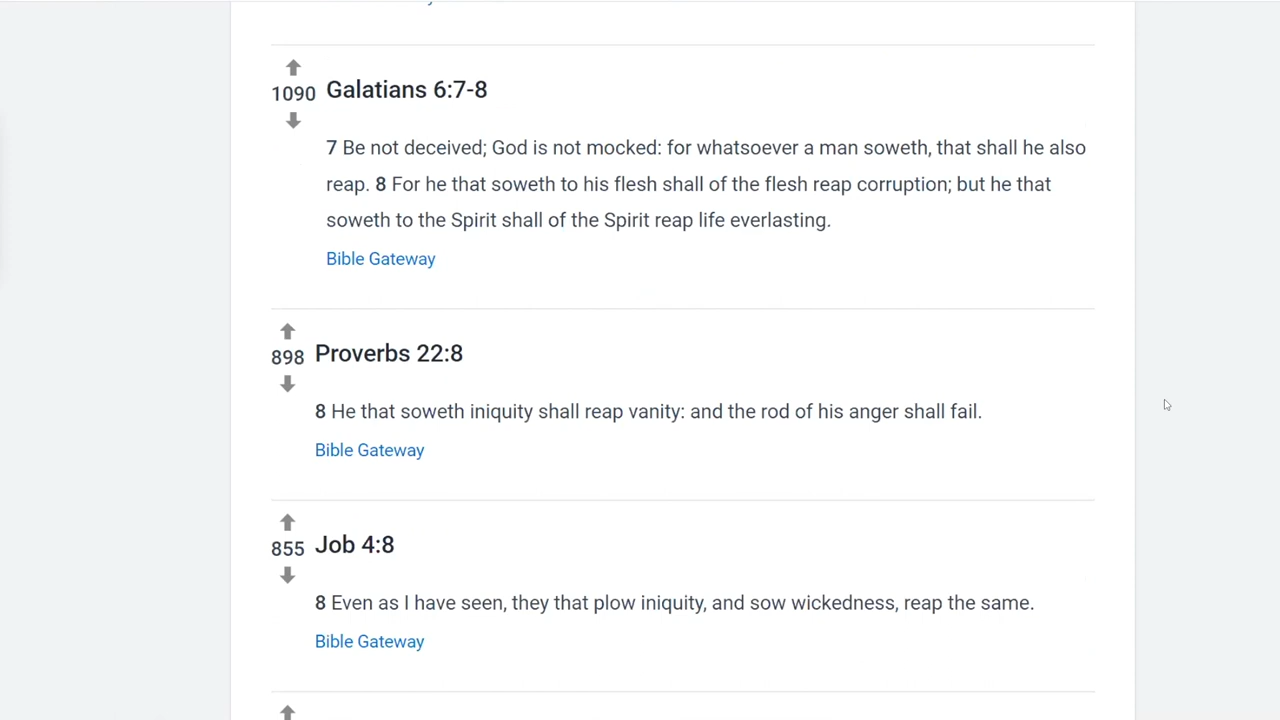 1090 Galatians 6:7-8
7 Be not deceived; God is not mocked: for whatsoever a man soweth, that shall he also
reap. 8 For he that soweth to his flesh shall of the flesh reap corruption; but he that
soweth to the Spirit shall of the Spirit reap life everlasting.
Bible Gateway
898 Proverbs 22:8
8 He that soweth iniquity shall reap vanity: and the rod of his anger shall fail.
Bible Gateway
855 Job 4:8
8 Even as I have seen, they that plow iniquity, and sow wickedness, reap the same.
Bible Gateway